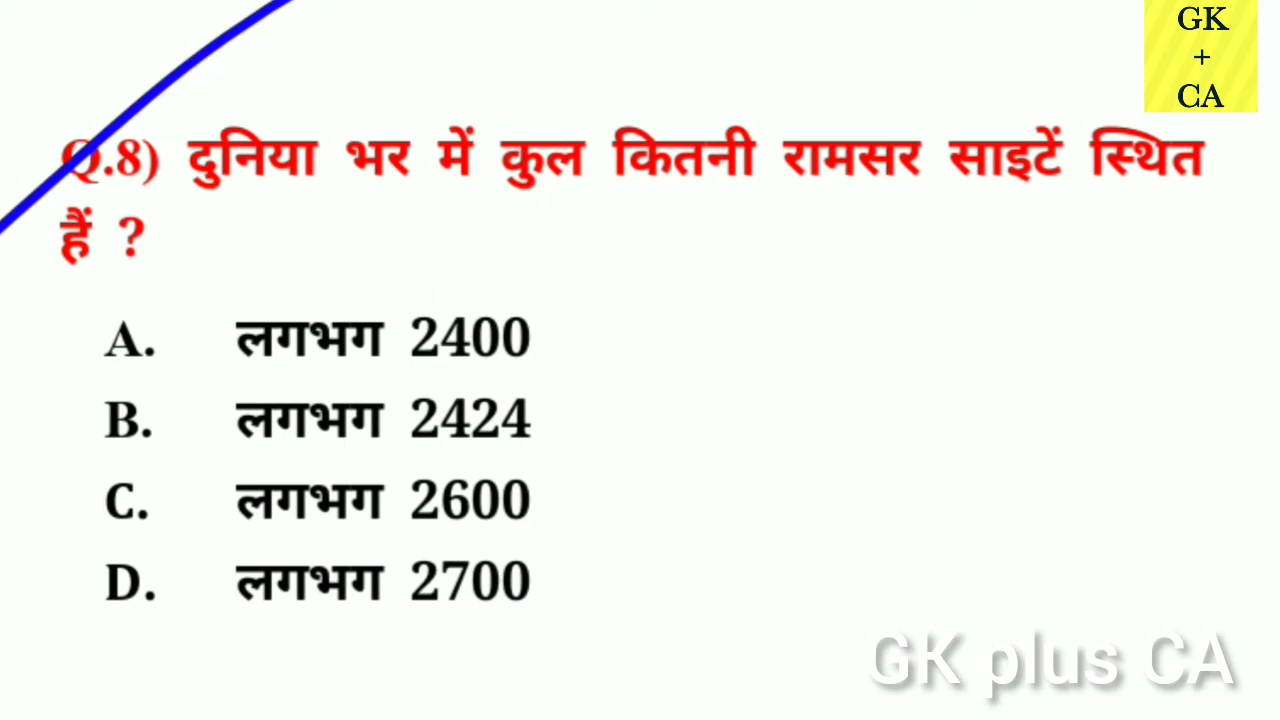 GK
+
CA
Q.8) दुनिया भर में कुल कितनी रामसर साइटें स्थित
हैं ?
A. लगभग 2400
B. लगभग 2424
C. लगभग 2600
D. लगभग 2700
GK plus CA